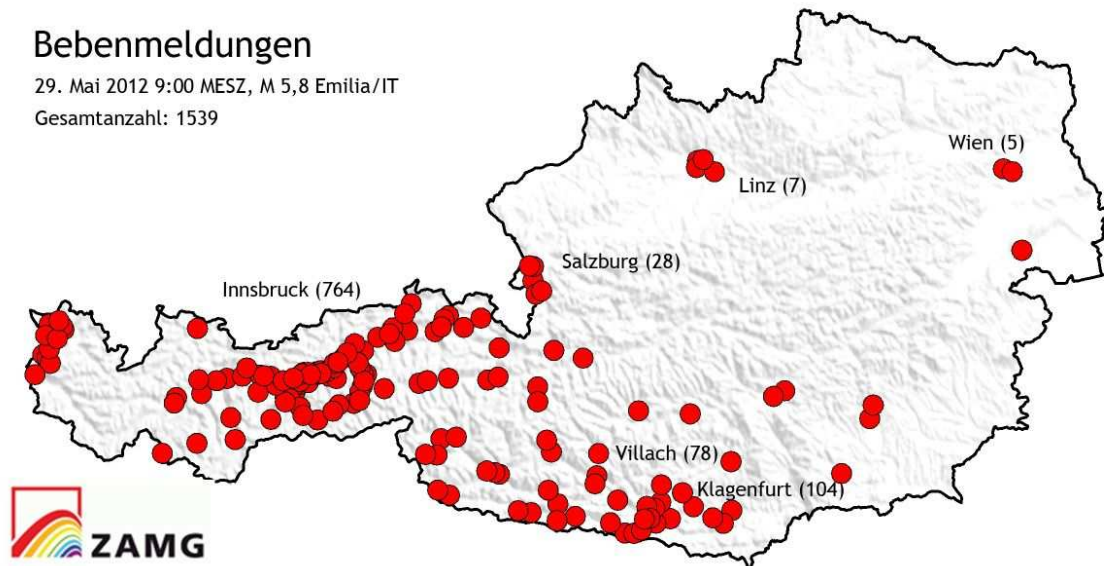 Bebenmeldungen
29. Mai 2012 9:00 MESZ, M 5,8 Emilia/IT
Gesamtanzahl: 1539
Wien (5)
Linz (7)
Salzburg (28)
Innsbruck (764)
Villach (78)
Klagenfurt (104)
ZAMG